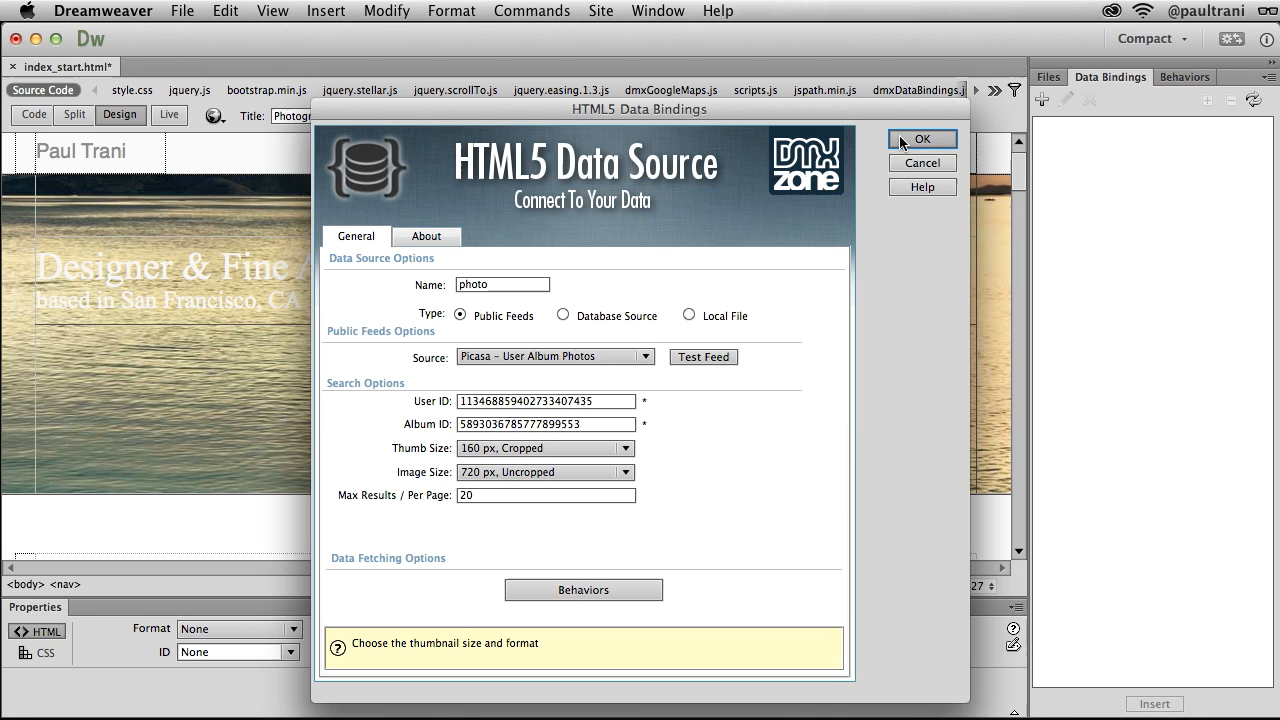 Dreamweaver File Edit View Insert Modify Format Commands Site Window Help @paultrani
Dw Compact
index_start.html*
Source Code style.css jquery.js bootstrap.min.js jquery.stellar.js jquery.scrollTo.js jquery.easing.1.3.js dmxGoogleMaps.js scripts.js jspath.min.js dmxDataBindings.j
Code Split Design Live Title: Photogr
HTML5 Data Bindings
Files Data Bindings Behaviors
Paul Trani
Designer & Fine A
based in San Francisco, CA
HTML5 Data Source
Connect To Your Data
DMX
zone
OK
Cancel
Help
General About
Data Source Options
Name: photo
Type: Public Feeds Database Source Local File
Public Feeds Options
Source: Picasa - User Album Photos Test Feed
Search Options
User ID: 113468859402733407435 *
Album ID: 5893036785777899553 *
Thumb Size: 160 px, Cropped
Image Size: 720 px, Uncropped
Max Results / Per Page: 20
Data Fetching Options
Behaviors
? Choose the thumbnail size and format
<body> <nav>
27
Properties
HTML Format None
CSS ID None
Insert